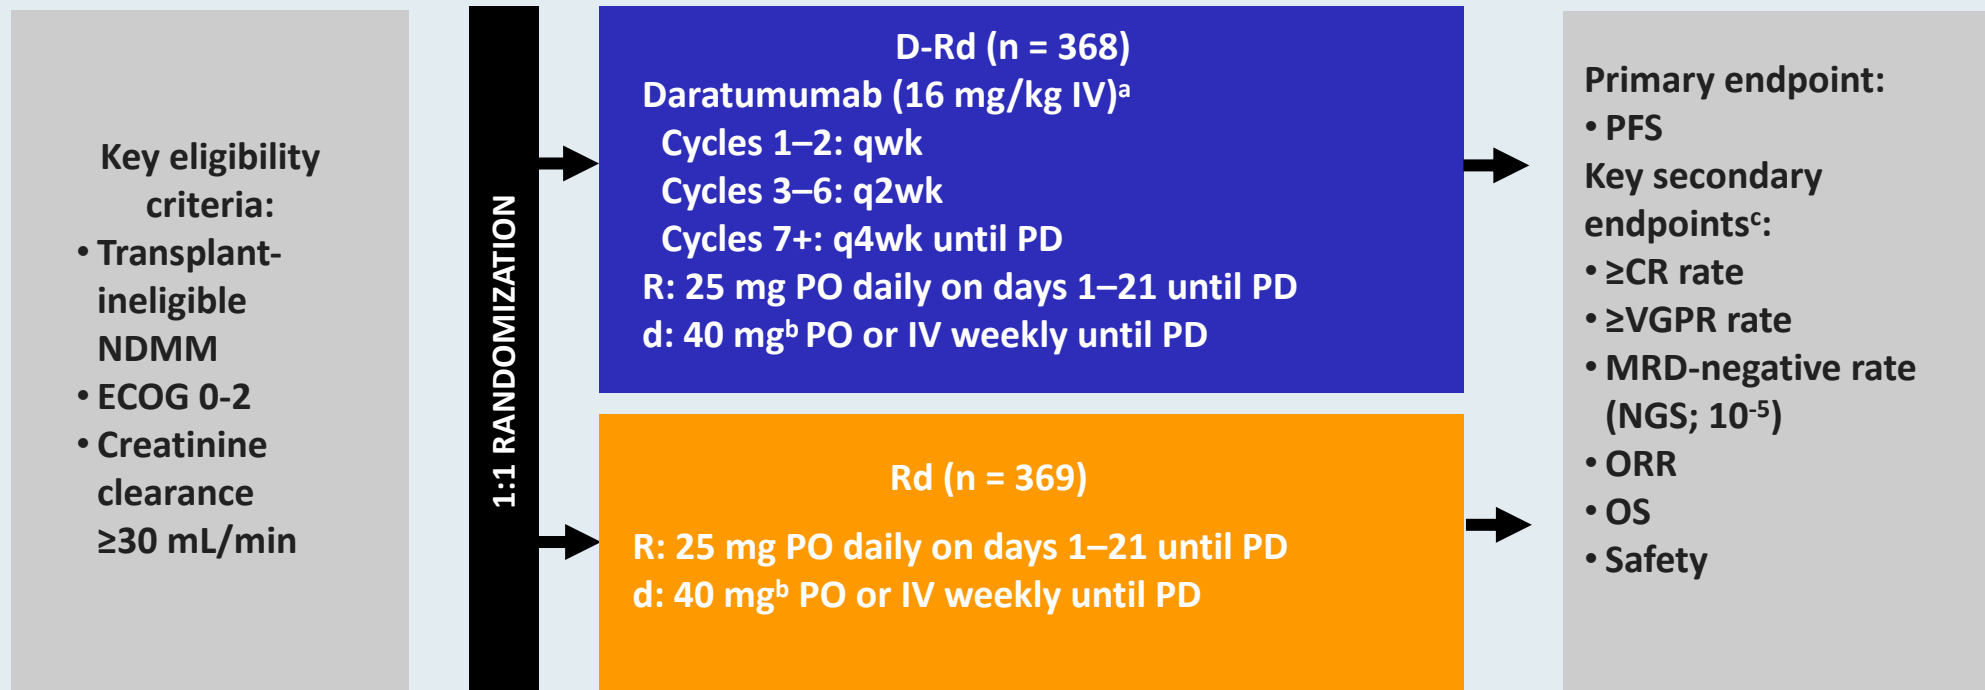 Key eligibility
criteria:
• Transplant-
ineligible
NDMM
• ECOG 0-2
• Creatinine
clearance
≥30 mL/min
1:1 RANDOMIZATION
D-Rd (n = 368)
Daratumumab (16 mg/kg IV)ᵃ
Cycles 1–2: qwk
Cycles 3–6: q2wk
Cycles 7+: q4wk until PD
R: 25 mg PO daily on days 1–21 until PD
d: 40 mgᵇ PO or IV weekly until PD
Rd (n = 369)
R: 25 mg PO daily on days 1–21 until PD
d: 40 mgᵇ PO or IV weekly until PD
Primary endpoint:
• PFS
Key secondary
endpointsᶜ:
• ≥CR rate
• ≥VGPR rate
• MRD-negative rate
(NGS; 10⁻⁵)
• ORR
• OS
• Safety